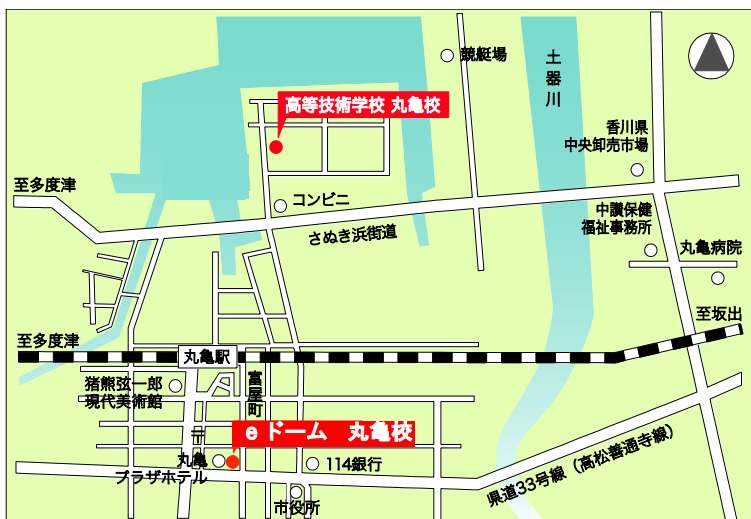 競艇場
土器川
高等技術学校 丸亀校
香川県
中央卸売市場
至多度津
コンビニ
さぬき浜街道
中讃保健
福祉事務所
丸亀病院
至坂出
至多度津
丸亀駅
猪熊弦一郎
現代美術館
富屋町
〒
eドーム 丸亀校
丸亀
プラザホテル
114銀行
市役所
県道33号線（高松善通寺線）